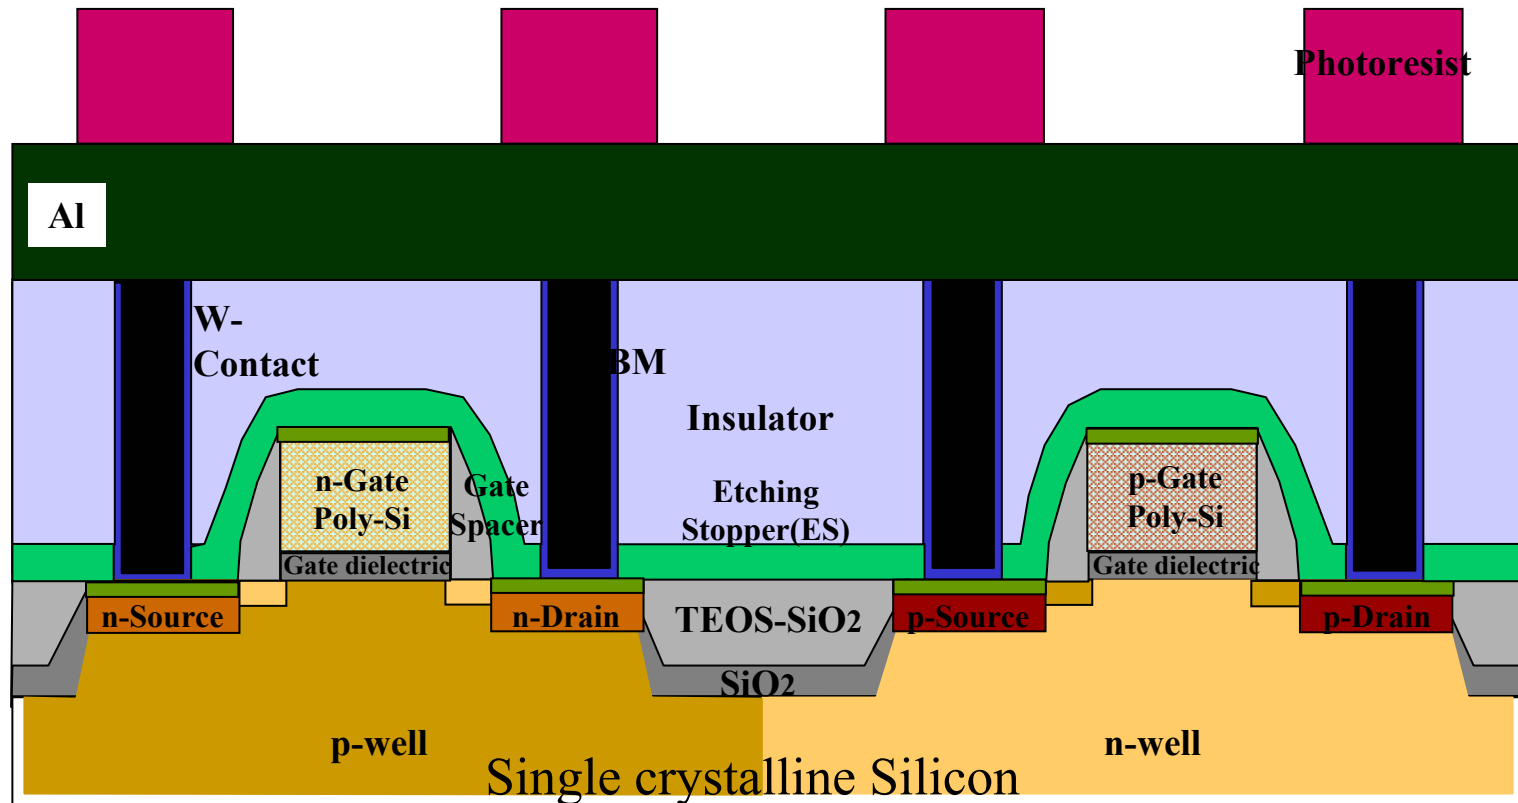 Photoresist
Al
W-
Contact
BM
Insulator
n-Gate
Poly-Si
Gate
Spacer
Etching
Stopper(ES)
p-Gate
Poly-Si
Gate dielectric
Gate dielectric
n-Source
n-Drain
TEOS-SiO2
p-Source
p-Drain
SiO2
p-well
n-well
Single crystalline Silicon